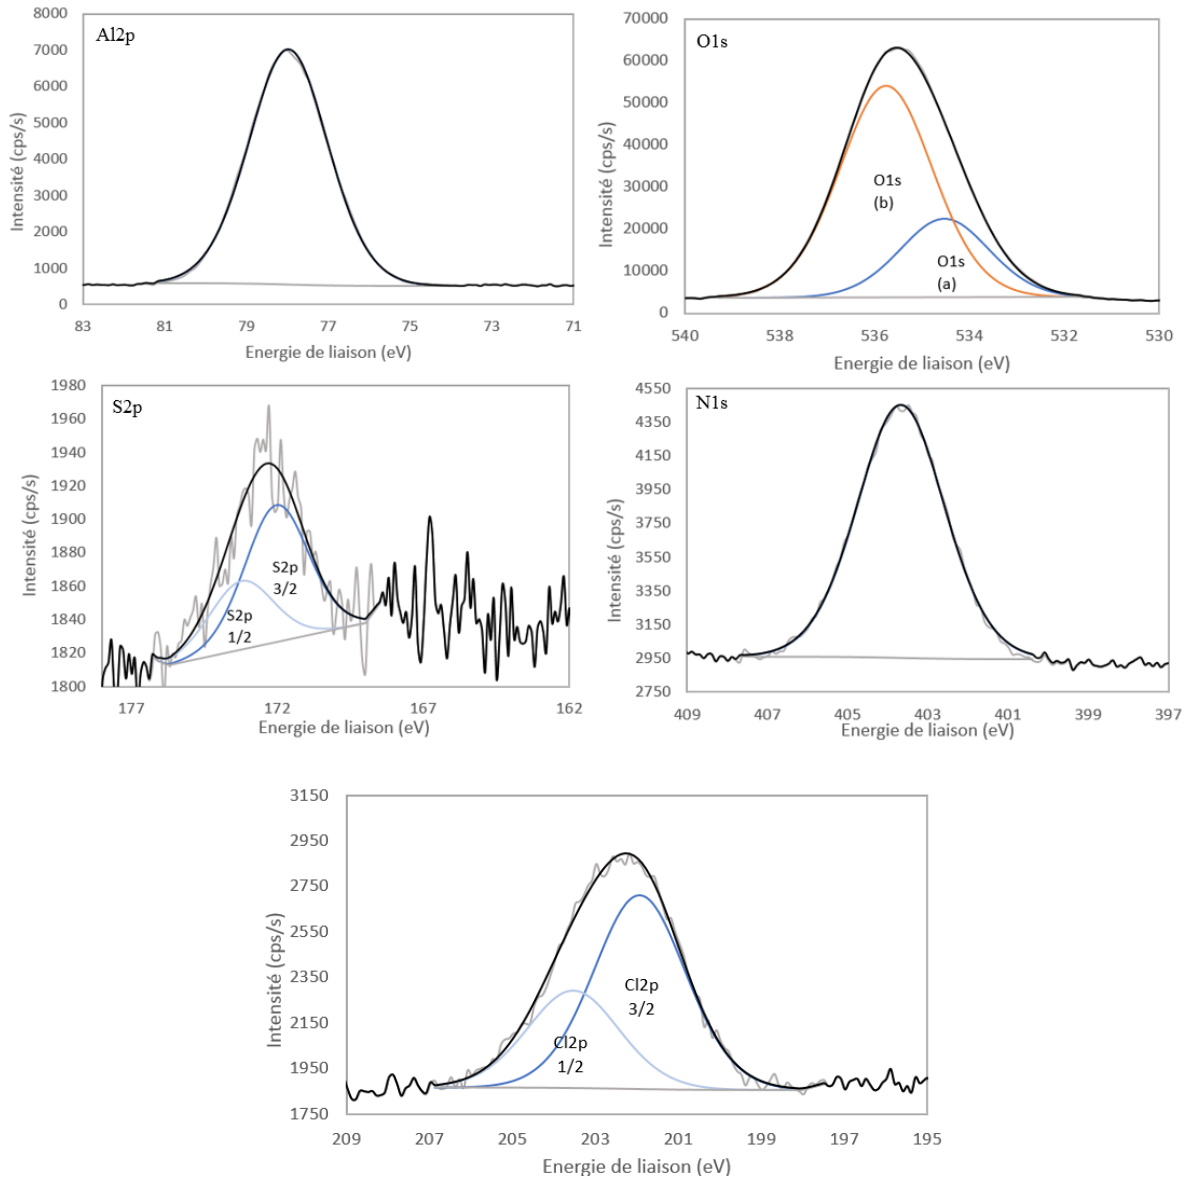 Al2p
8000
7000
6000
5000
4000
3000
2000
1000
0
Intensité (cps/s)
83 81 79 77 75 73 71
Energie de liaison (eV)
O1s
70000
60000
50000
40000
30000
20000
10000
0
Intensité (cps/s)
O1s
(b)
O1s
(a)
540 538 536 534 532 530
Energie de liaison (eV)
S2p
1980
1960
1940
1920
1900
1880
1860
1840
1820
1800
Intensité (cps/s)
S2p
3/2
S2p
1/2
177 172 167 162
Energie de liaison (eV)
N1s
4550
4350
4150
3950
3750
3550
3350
3150
2950
2750
Intensité (cps/s)
409 407 405 403 401 399 397
Energie de liaison (eV)
3150
2950
2750
2550
2350
2150
1950
1750
Intensité (cps/s)
Cl2p
3/2
Cl2p
1/2
209 207 205 203 201 199 197 195
Energie de liaison (eV)